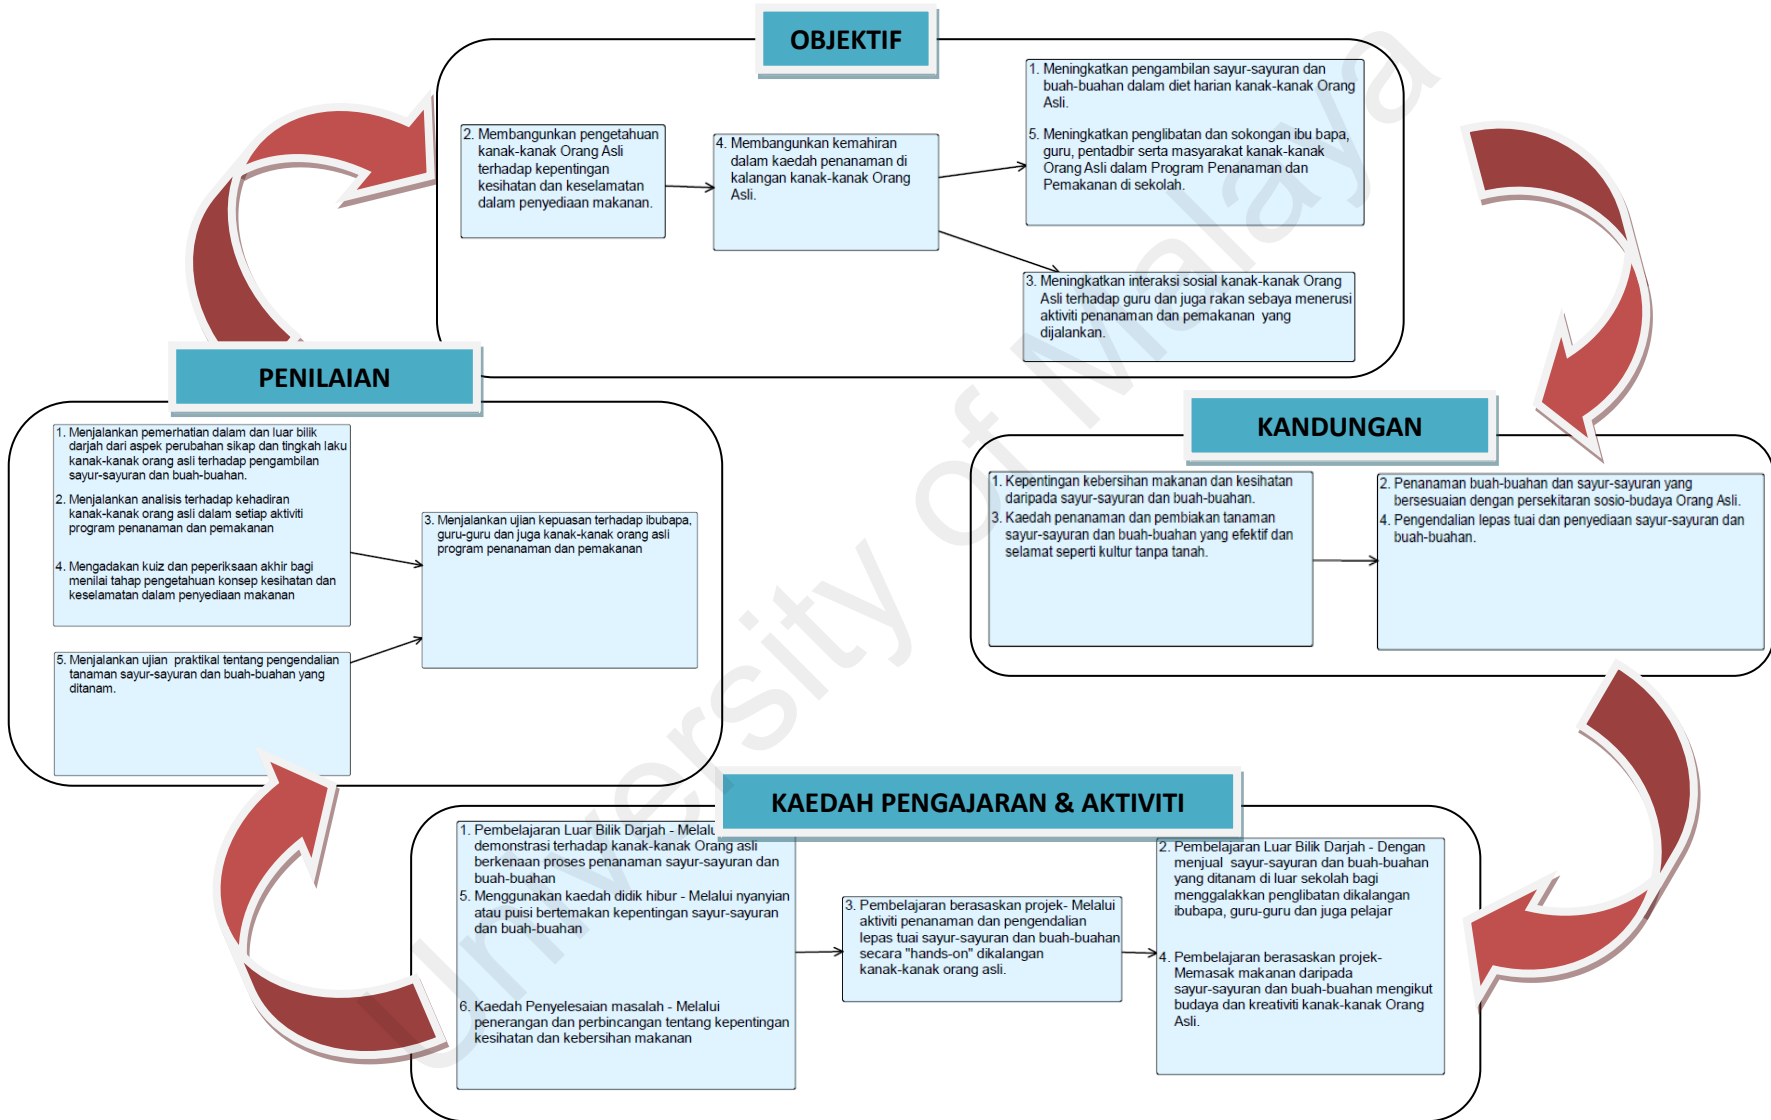 OBJEKTIF
2. Membangunkan pengetahuan
kanak-kanak Orang Asli
terhadap kepentingan
kesihatan dan keselamatan
dalam penyediaan makanan.
4. Membangunkan kemahiran
dalam kaedah penanaman di
kalangan kanak-kanak Orang
Asli.
1. Meningkatkan pengambilan sayur-sayuran dan
buah-buahan dalam diet harian kanak-kanak Orang
Asli.
5. Meningkatkan penglibatan dan sokongan ibu bapa,
guru, pentadbir serta masyarakat kanak-kanak
Orang Asli dalam Program Penanaman dan
Pemakanan di sekolah.
3. Meningkatkan interaksi sosial kanak-kanak Orang
Asli terhadap guru dan juga rakan sebaya menerusi
aktiviti penanaman dan pemakanan yang
dijalankan.
KANDUNGAN
1. Kepentingan kebersihan makanan dan kesihatan
daripada sayur-sayuran dan buah-buahan.
3. Kaedah penanaman dan pembiakan tanaman
sayur-sayuran dan buah-buahan yang efektif dan
selamat seperti kultur tanpa tanah.
2. Penanaman buah-buahan dan sayur-sayuran yang
bersesuaian dengan persekitaran sosio-budaya Orang Asli.
4. Pengendalian lepas tuai dan penyediaan sayur-sayuran dan
buah-buahan.
KAEDAH PENGAJARAN & AKTIVITI
1. Pembelajaran Luar Bilik Darjah - Melalu
demonstrasi terhadap kanak-kanak Orang asli
berkenaan proses penanaman sayur-sayuran dan
buah-buahan
5. Menggunakan kaedah didik hibur - Melalui nyanyian
atau puisi bertemakan kepentingan sayur-sayuran
dan buah-buahan
6. Kaedah Penyelesaian masalah - Melalui
penerangan dan perbincangan tentang kepentingan
kesihatan dan kebersihan makanan
3. Pembelajaran berasaskan projek- Melalui
aktiviti penanaman dan pengendalian
lepas tuai sayur-sayuran dan buah-buahan
secara "hands-on" dikalangan
kanak-kanak orang asli.
2. Pembelajaran Luar Bilik Darjah - Dengan
menjual sayur-sayuran dan buah-buahan
yang ditanam di luar sekolah bagi
menggalakkan penglibatan dikalangan
ibubapa, guru-guru dan juga pelajar
4. Pembelajaran berasaskan projek-
Memasak makanan daripada
sayur-sayuran dan buah-buahan mengikut
budaya dan kreativiti kanak-kanak Orang
Asli.
PENILAIAN
1. Menjalankan pemerhatian dalam dan luar bilik
darjah dari aspek perubahan sikap dan tingkah laku
kanak-kanak orang asli terhadap pengambilan
sayur-sayuran dan buah-buahan.
2. Menjalankan analisis terhadap kehadiran
kanak-kanak orang asli dalam setiap aktiviti
program penanaman dan pemakanan
4. Mengadakan kuiz dan peperiksaan akhir bagi
menilai tahap pengetahuan konsep kesihatan dan
keselamatan dalam penyediaan makanan
5. Menjalankan ujian praktikal tentang pengendalian
tanaman sayur-sayuran dan buah-buahan yang
ditanam.
3. Menjalankan ujian kepuasan terhadap ibubapa,
guru-guru dan juga kanak-kanak orang asli
program penanaman dan pemakanan
University of Malaya